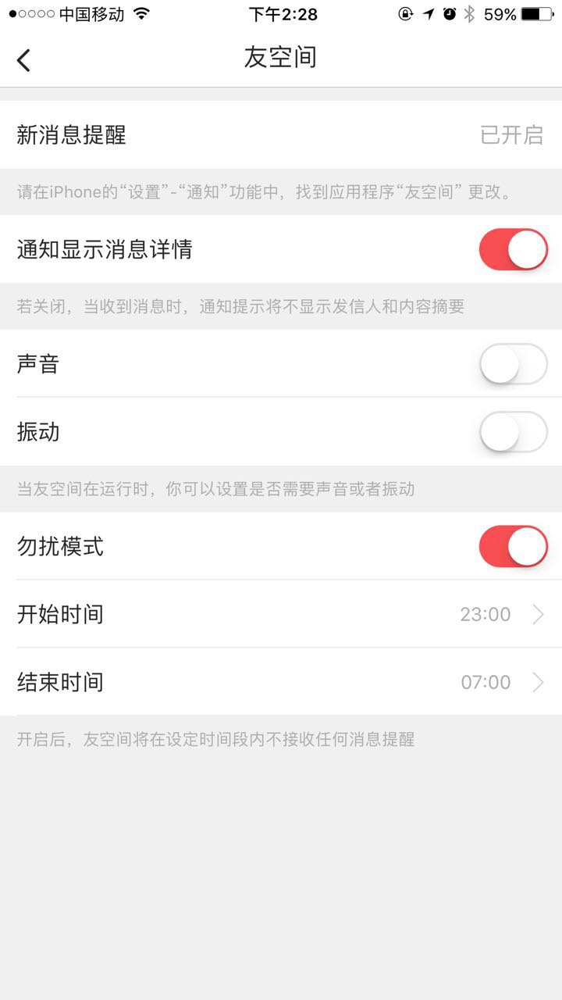 中国移动 下午2:28 59%
友空间
新消息提醒 已开启
请在iPhone的“设置”-“通知”功能中，找到应用程序“友空间” 更改。
通知显示消息详情
若关闭，当收到消息时，通知提示将不显示发信人和内容摘要
声音
振动
当友空间在运行时，你可以设置是否需要声音或者振动
勿扰模式
开始时间 23:00
结束时间 07:00
开启后，友空间将在设定时间段内不接收任何消息提醒